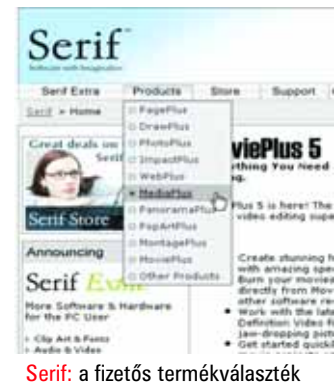 Serif
Software with Imagination
Serif Extra Products Store Support
Serif > Home
PagePlus
DrawPlus
PhotoPlus
ImpactPlus
WebPlus
MediaPlus
PanoramaPlus
PopArtPlus
MontagePlus
MoviePlus
Other Products
Great deals on
Serif
Serif Store
viePlus 5
thing You Need
ng.
Plus 5 is here! The
video editing supe
Announcing
Serif Extra
More Software & Hardware
for the PC User
Clip Art & Fonts
Audio & Video
Create stunning h
with amazing spe
Burn your movies
directly from Mov
other software re
Work with the late
Definition Video f
jaw-dropping pict
Get started quickl
Serif: a fizetős termékválaszték